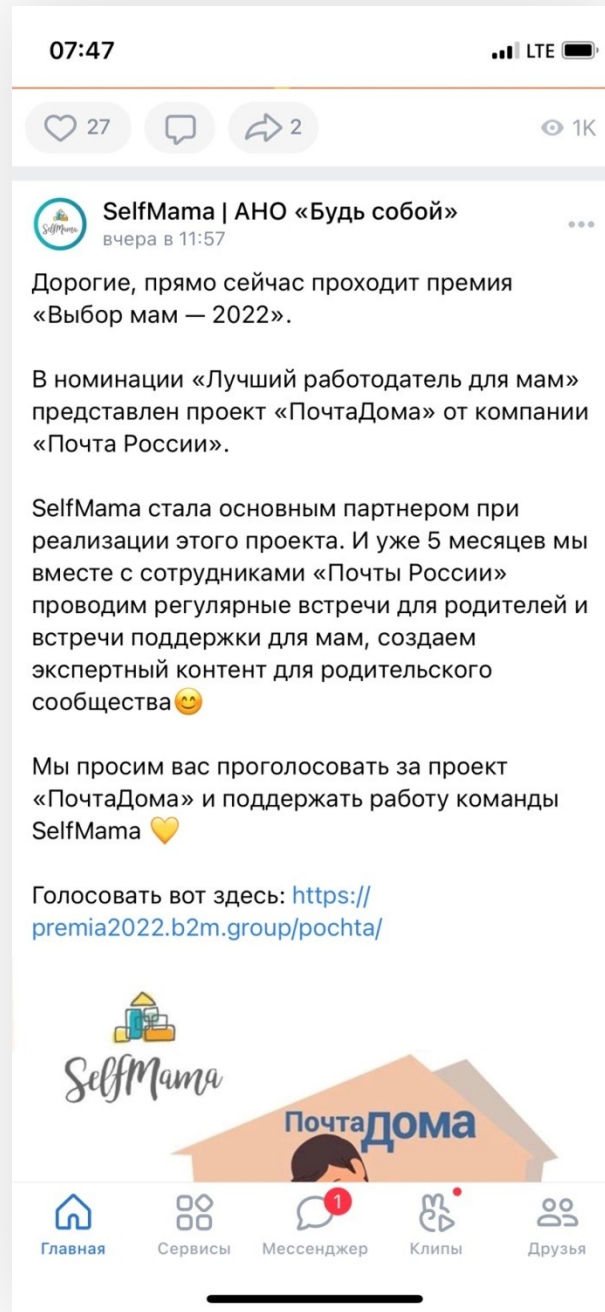 07:47
LTE
27
2
1K
SelfMama | АНО «Будь собой»
вчера в 11:57
Дорогие, прямо сейчас проходит премия
«Выбор мам — 2022».
В номинации «Лучший работодатель для мам»
представлен проект «ПочтаДома» от компании
«Почта России».
SelfMama стала основным партнером при
реализации этого проекта. И уже 5 месяцев мы
вместе с сотрудниками «Почты России»
проводим регулярные встречи для родителей и
встречи поддержки для мам, создаем
экспертный контент для родительского
сообщества😊
Мы просим вас проголосовать за проект
«ПочтаДома» и поддержать работу команды
SelfMama 💛
Голосовать вот здесь: https://
premia2022.b2m.group/pochta/
SelfMama
ПочтаДома
1
Главная Сервисы Мессенджер Клипы Друзья